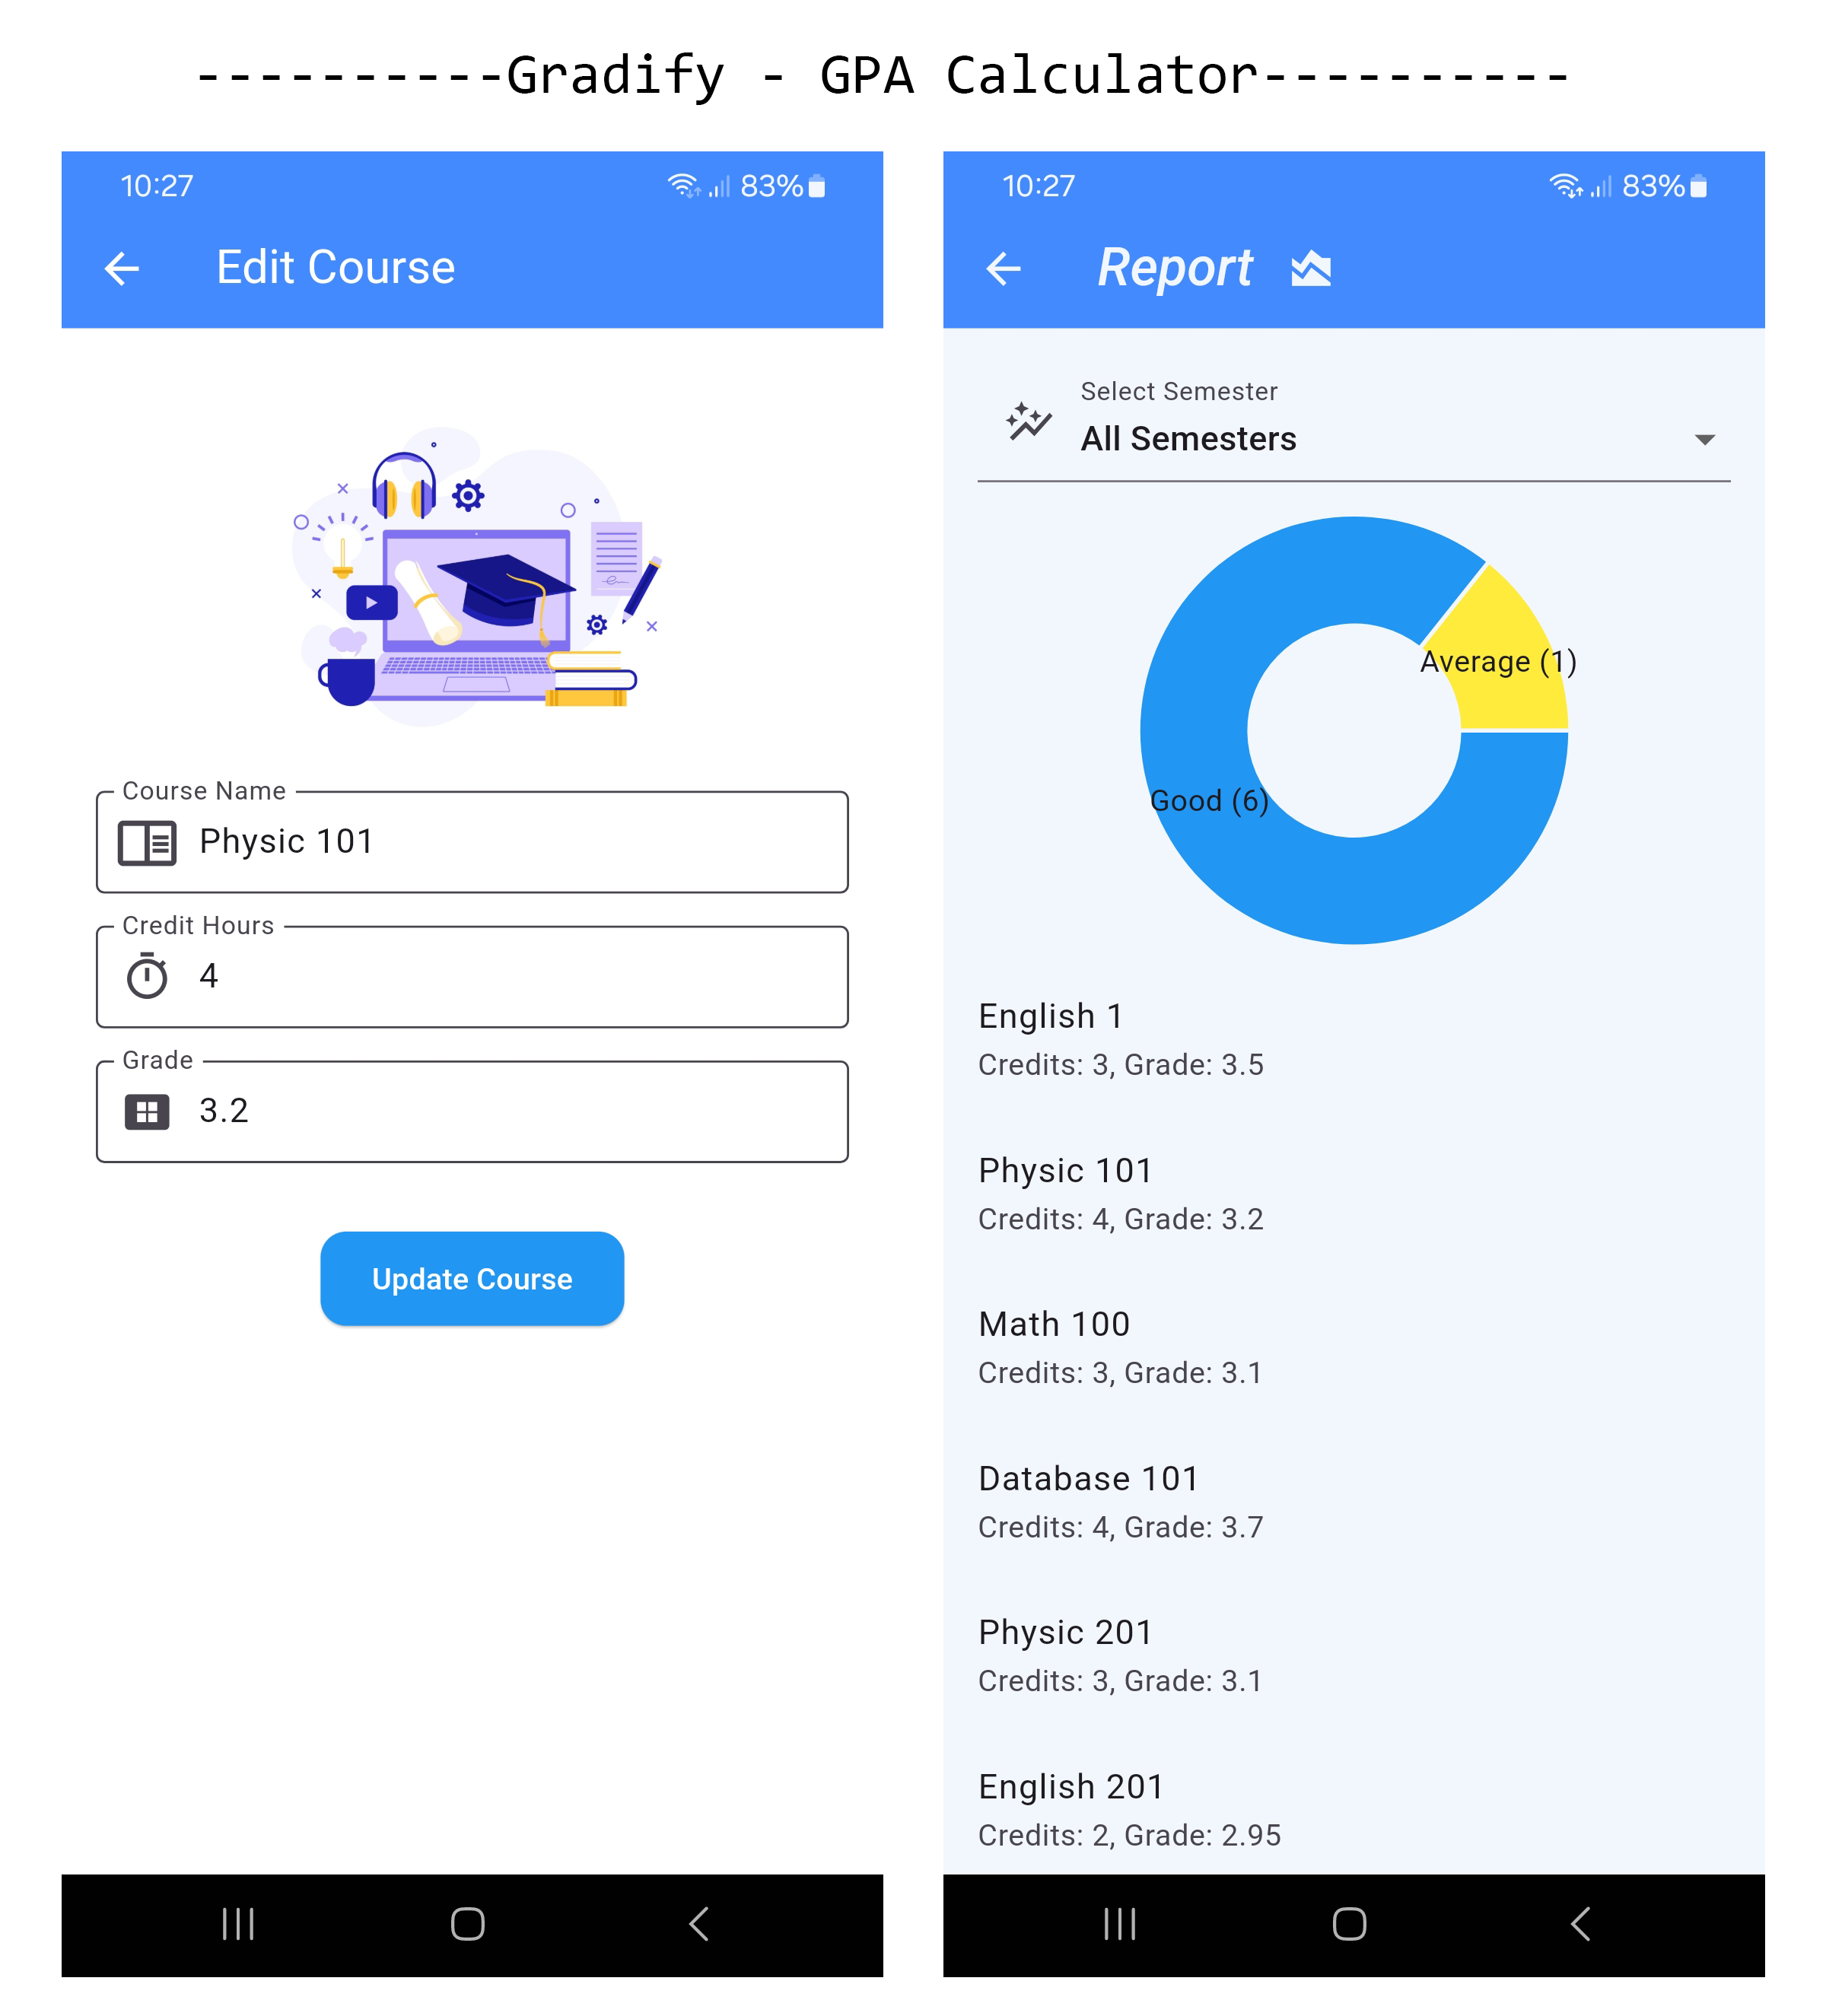 ----------Gradify - GPA Calculator----------
10:27
83%
Edit Course
Course Name
Physic 101
Credit Hours
4
Grade
3.2
Update Course
10:27
83%
Report
Select Semester
All Semesters
Average (1)
Good (6)
English 1
Credits: 3, Grade: 3.5
Physic 101
Credits: 4, Grade: 3.2
Math 100
Credits: 3, Grade: 3.1
Database 101
Credits: 4, Grade: 3.7
Physic 201
Credits: 3, Grade: 3.1
English 201
Credits: 2, Grade: 2.95